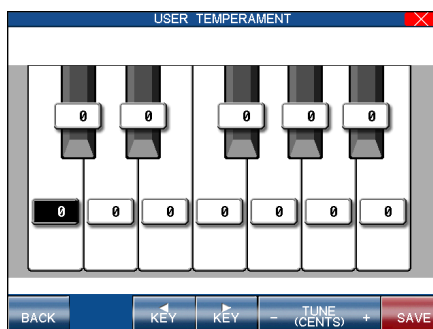 USER TEMPERAMENT
0 0 0 0 0
0 0 0 0 0 0 0
BACK KEY KEY - TUNE (CENTS) + SAVE